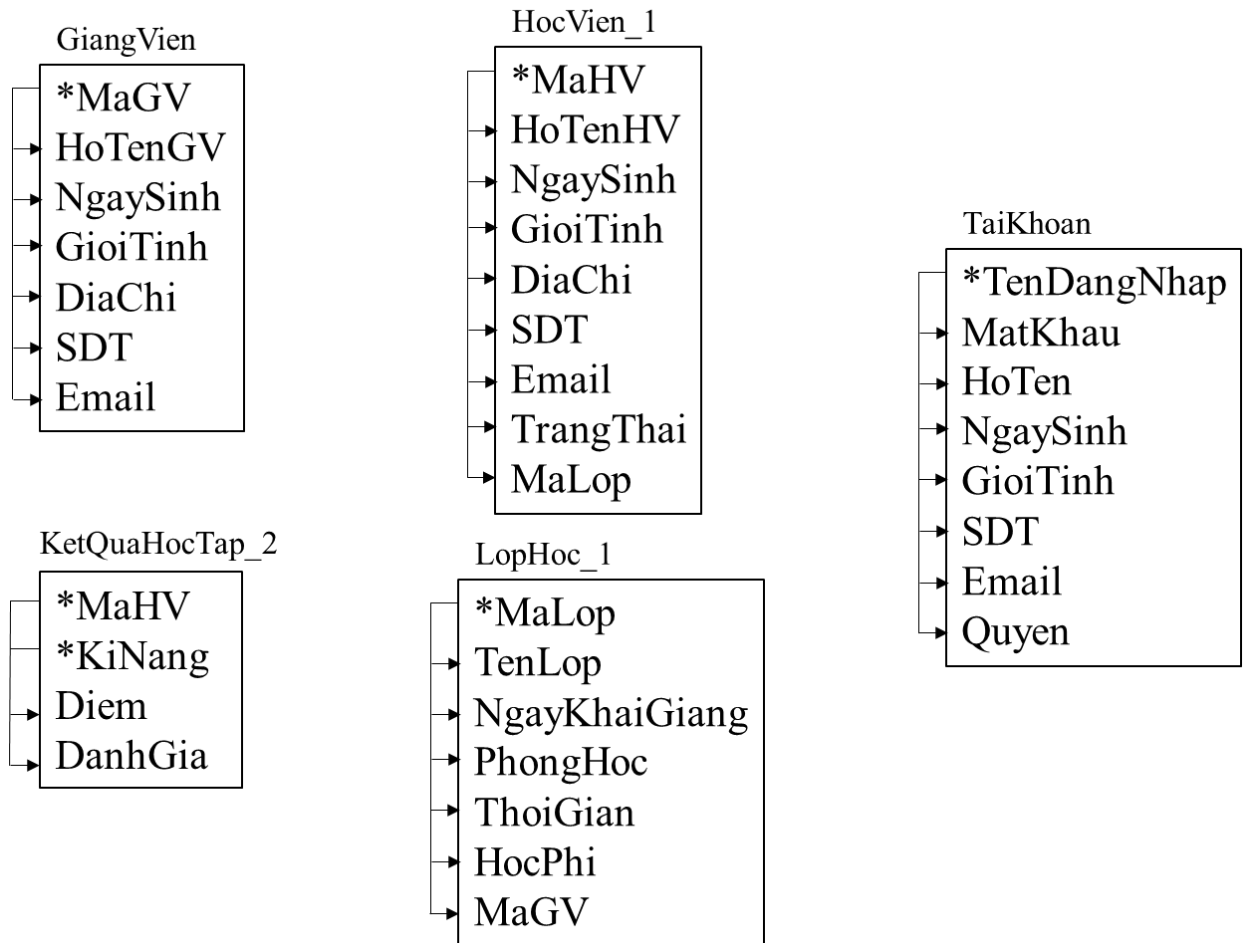 GiangVien
*MaGV
HoTenGV
NgaySinh
GioiTinh
DiaChi
SDT
Email
HocVien_1
*MaHV
HoTenHV
NgaySinh
GioiTinh
DiaChi
SDT
Email
TrangThai
MaLop
TaiKhoan
*TenDangNhap
MatKhau
HoTen
NgaySinh
GioiTinh
SDT
Email
Quyen
KetQuaHocTap_2
*MaHV
*KiNang
Diem
DanhGia
LopHoc_1
*MaLop
TenLop
NgayKhaiGiang
PhongHoc
ThoiGian
HocPhi
MaGV